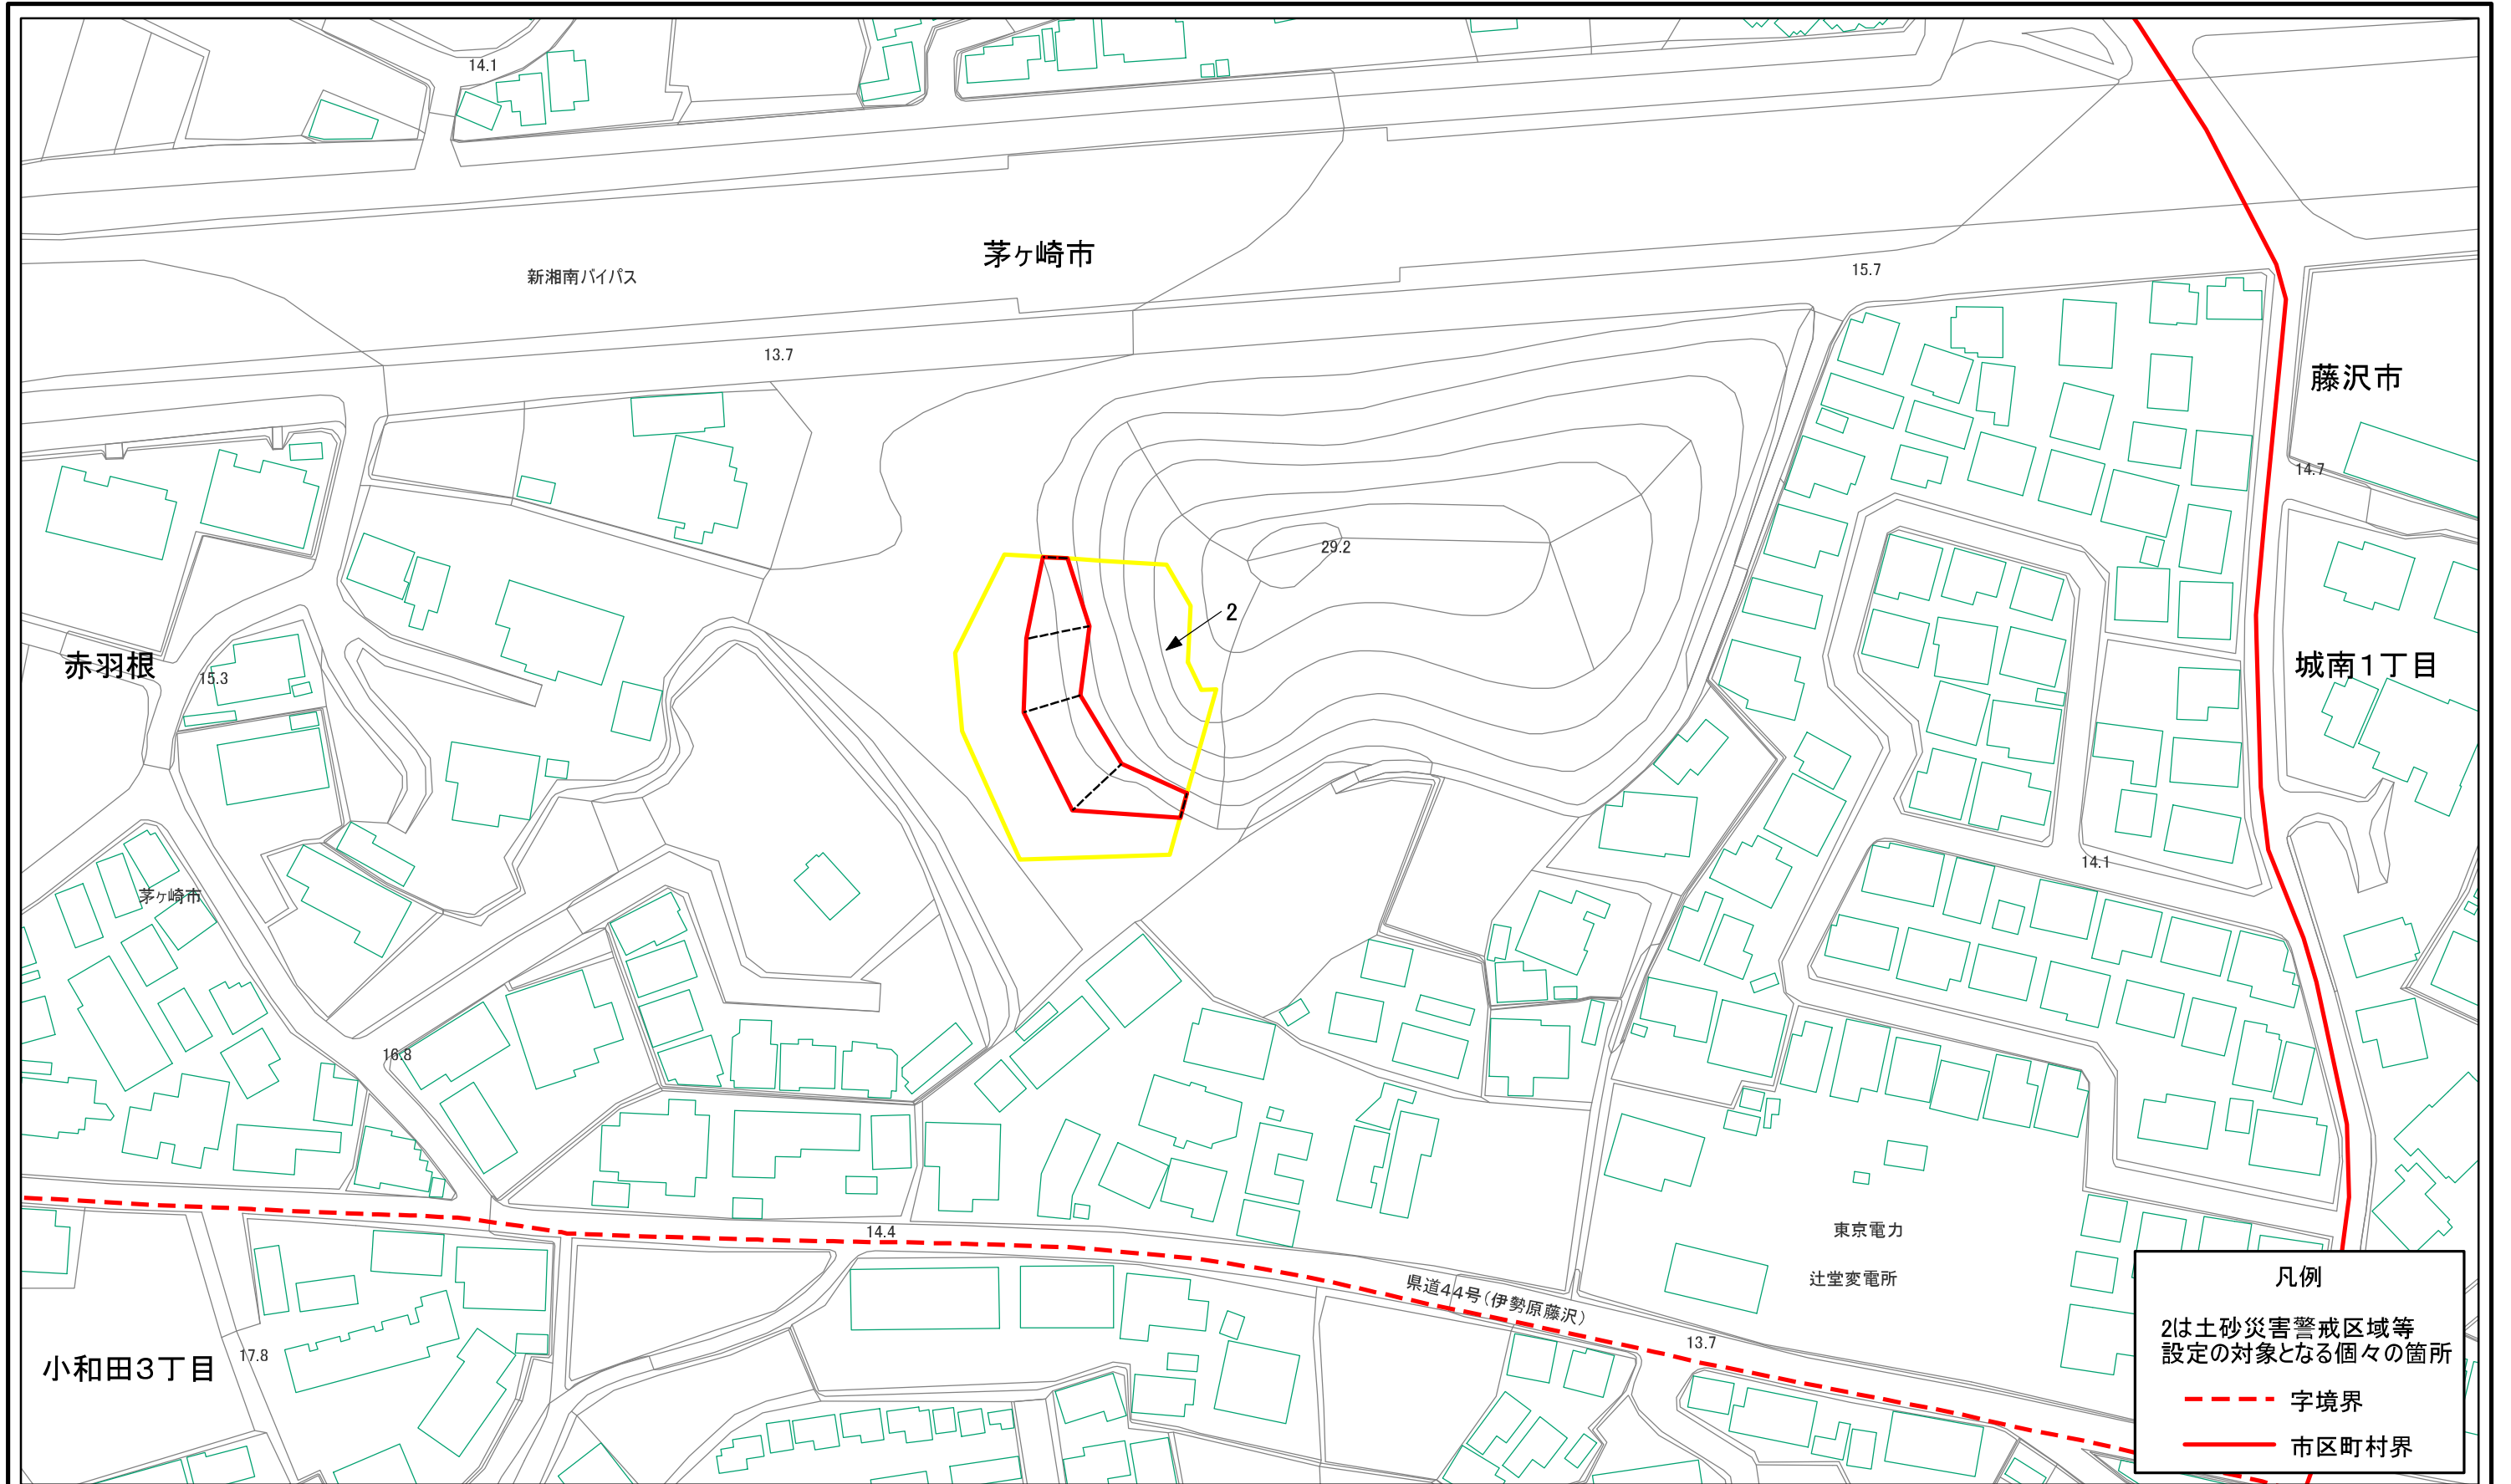 14.1
茅ヶ崎市
新湘南バイパス
15.7
13.7
藤沢市
14.7
29.2
2
赤羽根
15.3
城南1丁目
14.1
茅ヶ崎市
16.8
14.4
東京電力
辻堂変電所
県道44号(伊勢原藤沢)
13.7
小和田3丁目
17.8
凡例
2は土砂災害警戒区域等
設定の対象となる個々の箇所
字境界
市区町村界